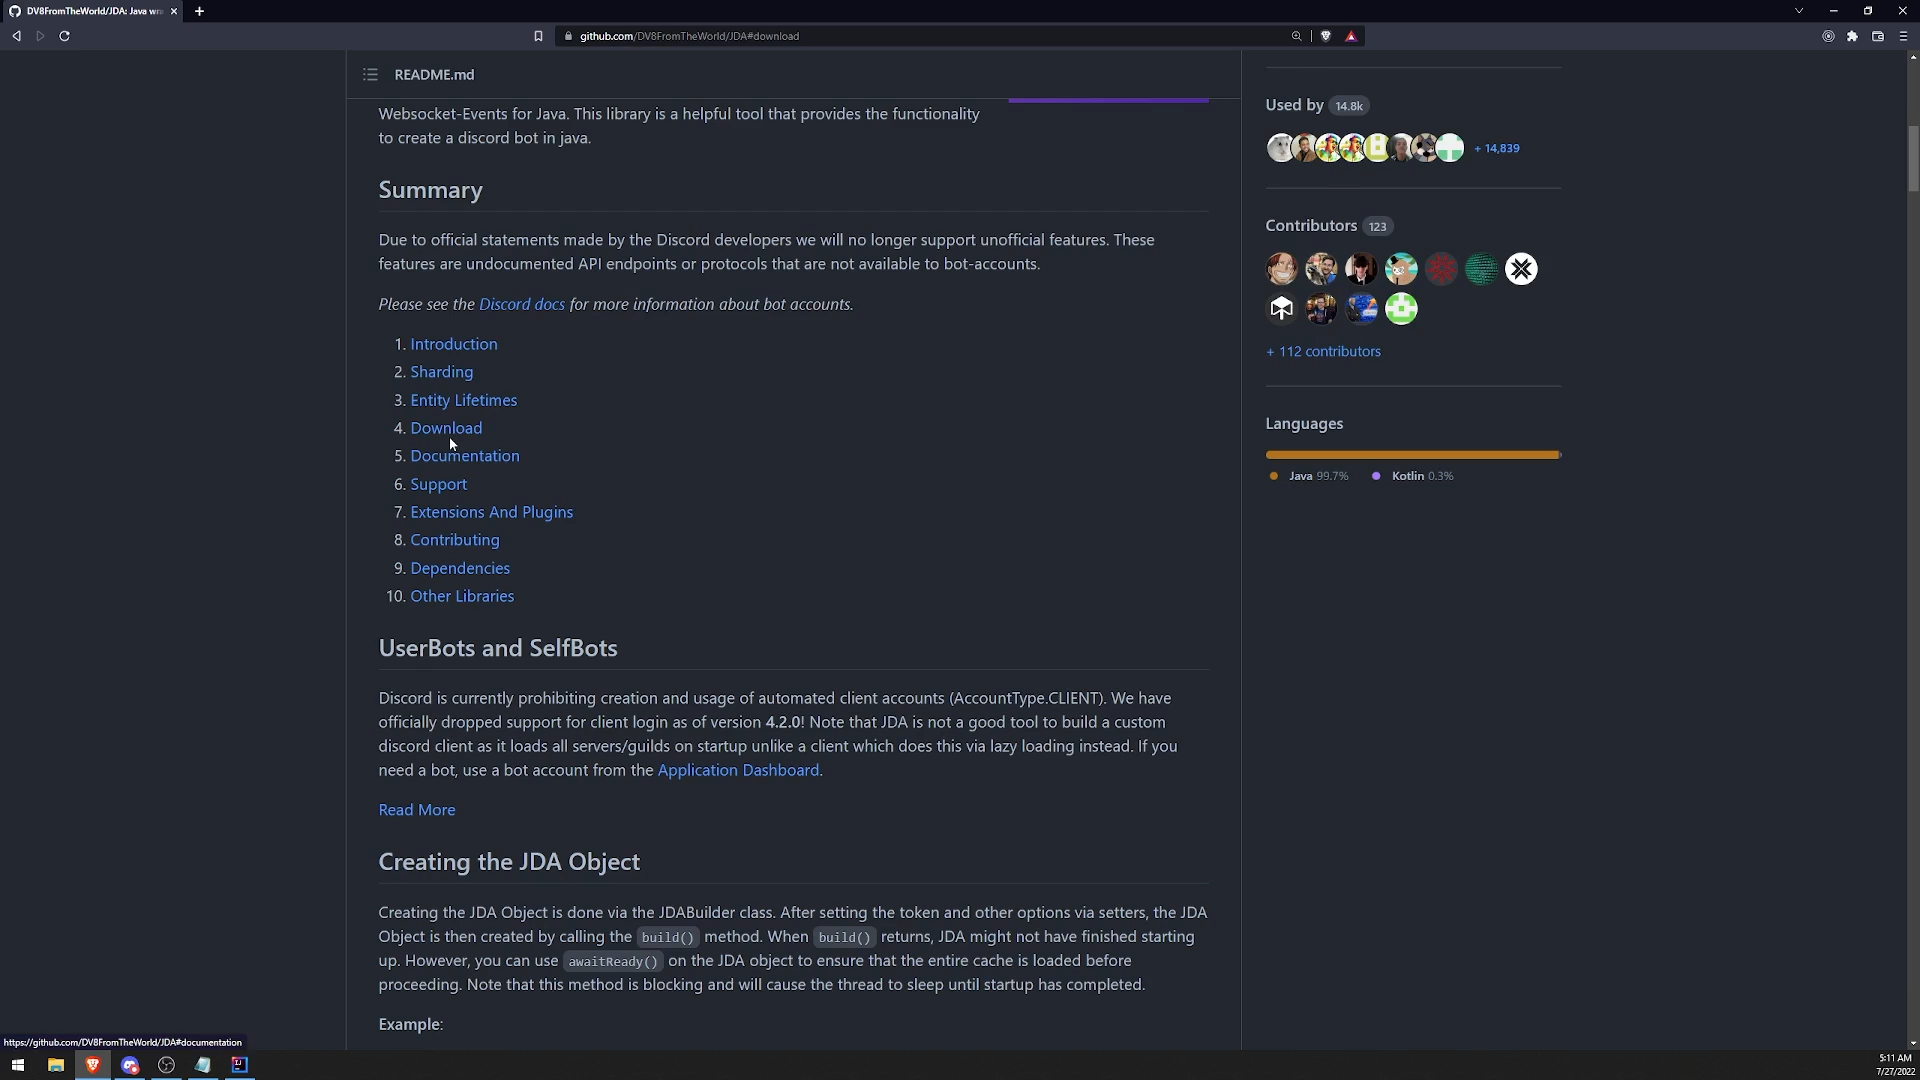 DV8FromTheWorld/JDA: Java wr
github.com/DV8FromTheWorld/JDA#download
README.md
Websocket-Events for Java. This library is a helpful tool that provides the functionality
to create a discord bot in java.
Summary
Due to official statements made by the Discord developers we will no longer support unofficial features. These
features are undocumented API endpoints or protocols that are not available to bot-accounts.
Please see the Discord docs for more information about bot accounts.
1. Introduction
2. Sharding
3. Entity Lifetimes
4. Download
5. Documentation
6. Support
7. Extensions And Plugins
8. Contributing
9. Dependencies
10. Other Libraries
UserBots and SelfBots
Discord is currently prohibiting creation and usage of automated client accounts (AccountType.CLIENT). We have
officially dropped support for client login as of version 4.2.0! Note that JDA is not a good tool to build a custom
discord client as it loads all servers/guilds on startup unlike a client which does this via lazy loading instead. If you
need a bot, use a bot account from the Application Dashboard.
Read More
Creating the JDA Object
Creating the JDA Object is done via the JDABuilder class. After setting the token and other options via setters, the JDA
Object is then created by calling the build() method. When build() returns, JDA might not have finished starting
up. However, you can use awaitReady() on the JDA object to ensure that the entire cache is loaded before
proceeding. Note that this method is blocking and will cause the thread to sleep until startup has completed.
Example:
Used by 14.8k
+ 14,839
Contributors 123
+ 112 contributors
Languages
Java 99.7% Kotlin 0.3%
https://github.com/DV8FromTheWorld/JDA#documentation
5:11 AM
7/27/2022